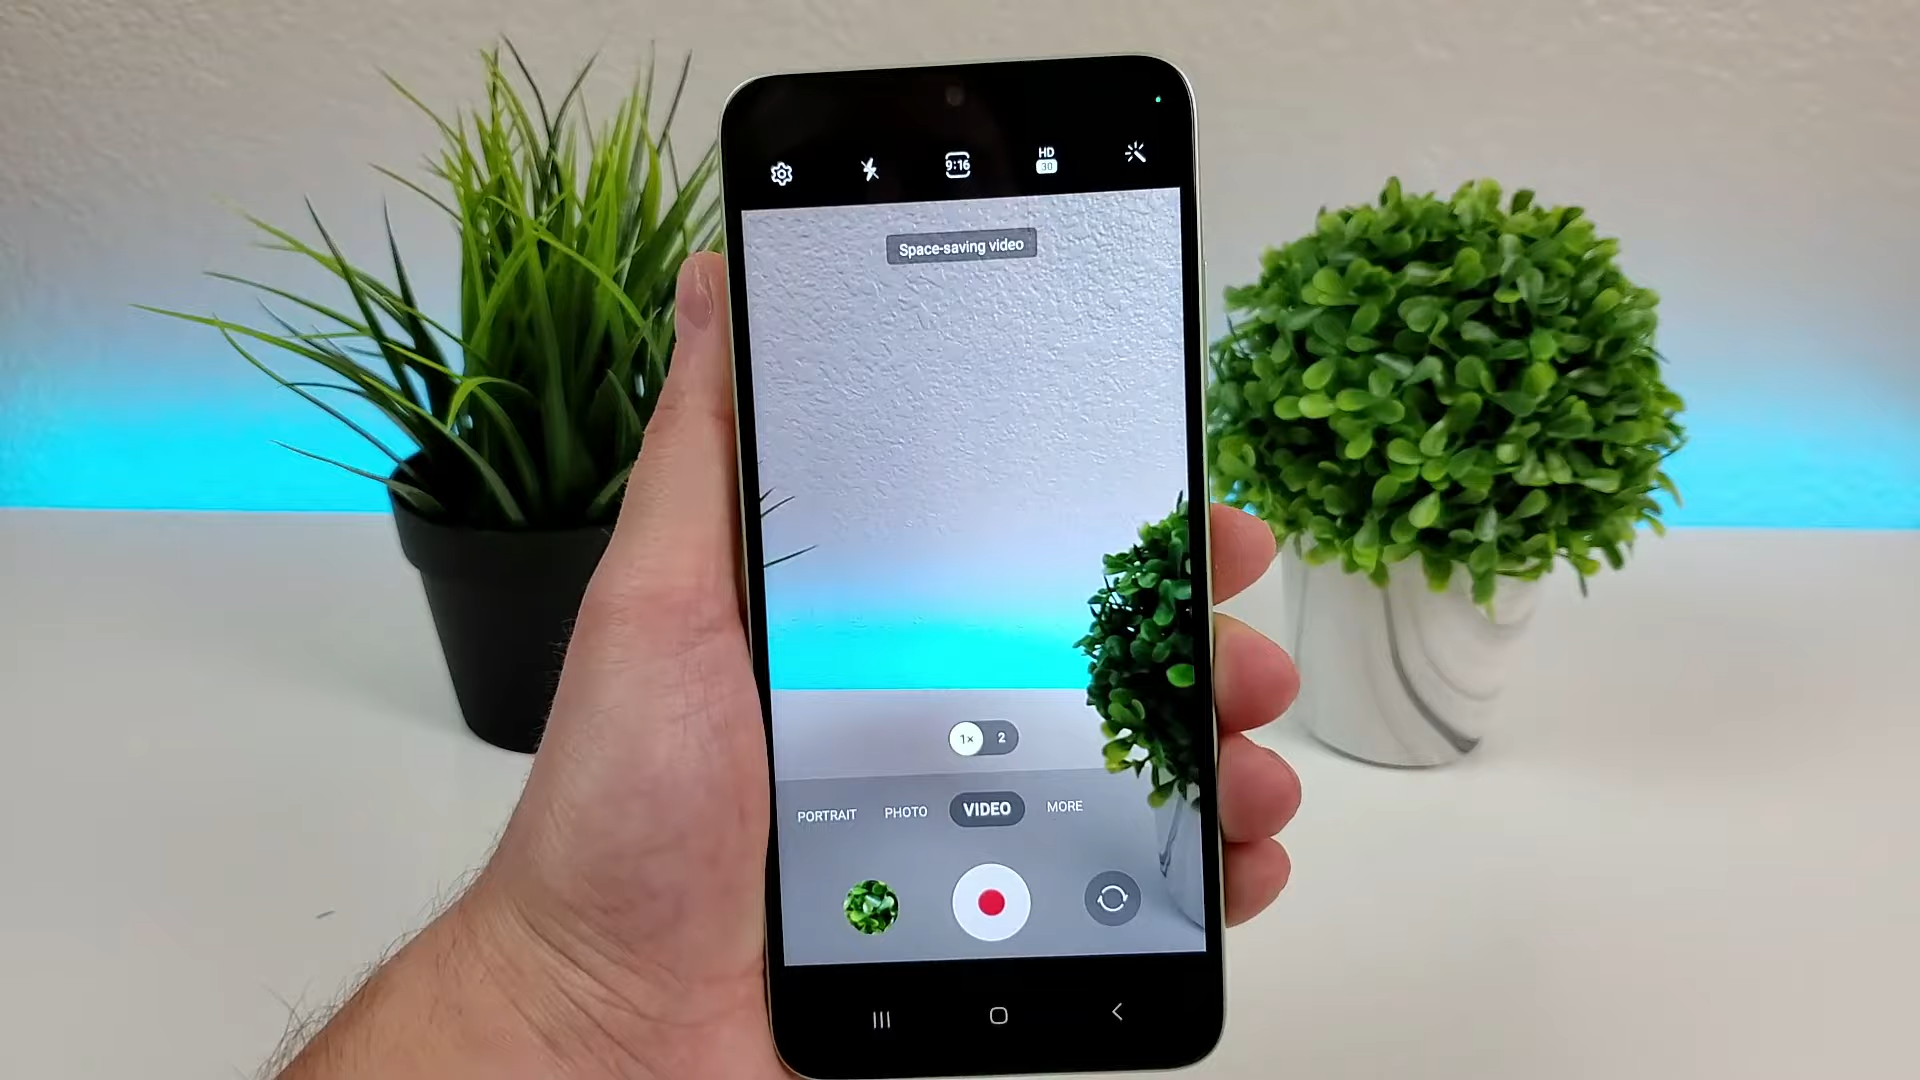 9:16
HD
30
Space-saving video
1× 2
PORTRAIT PHOTO VIDEO MORE